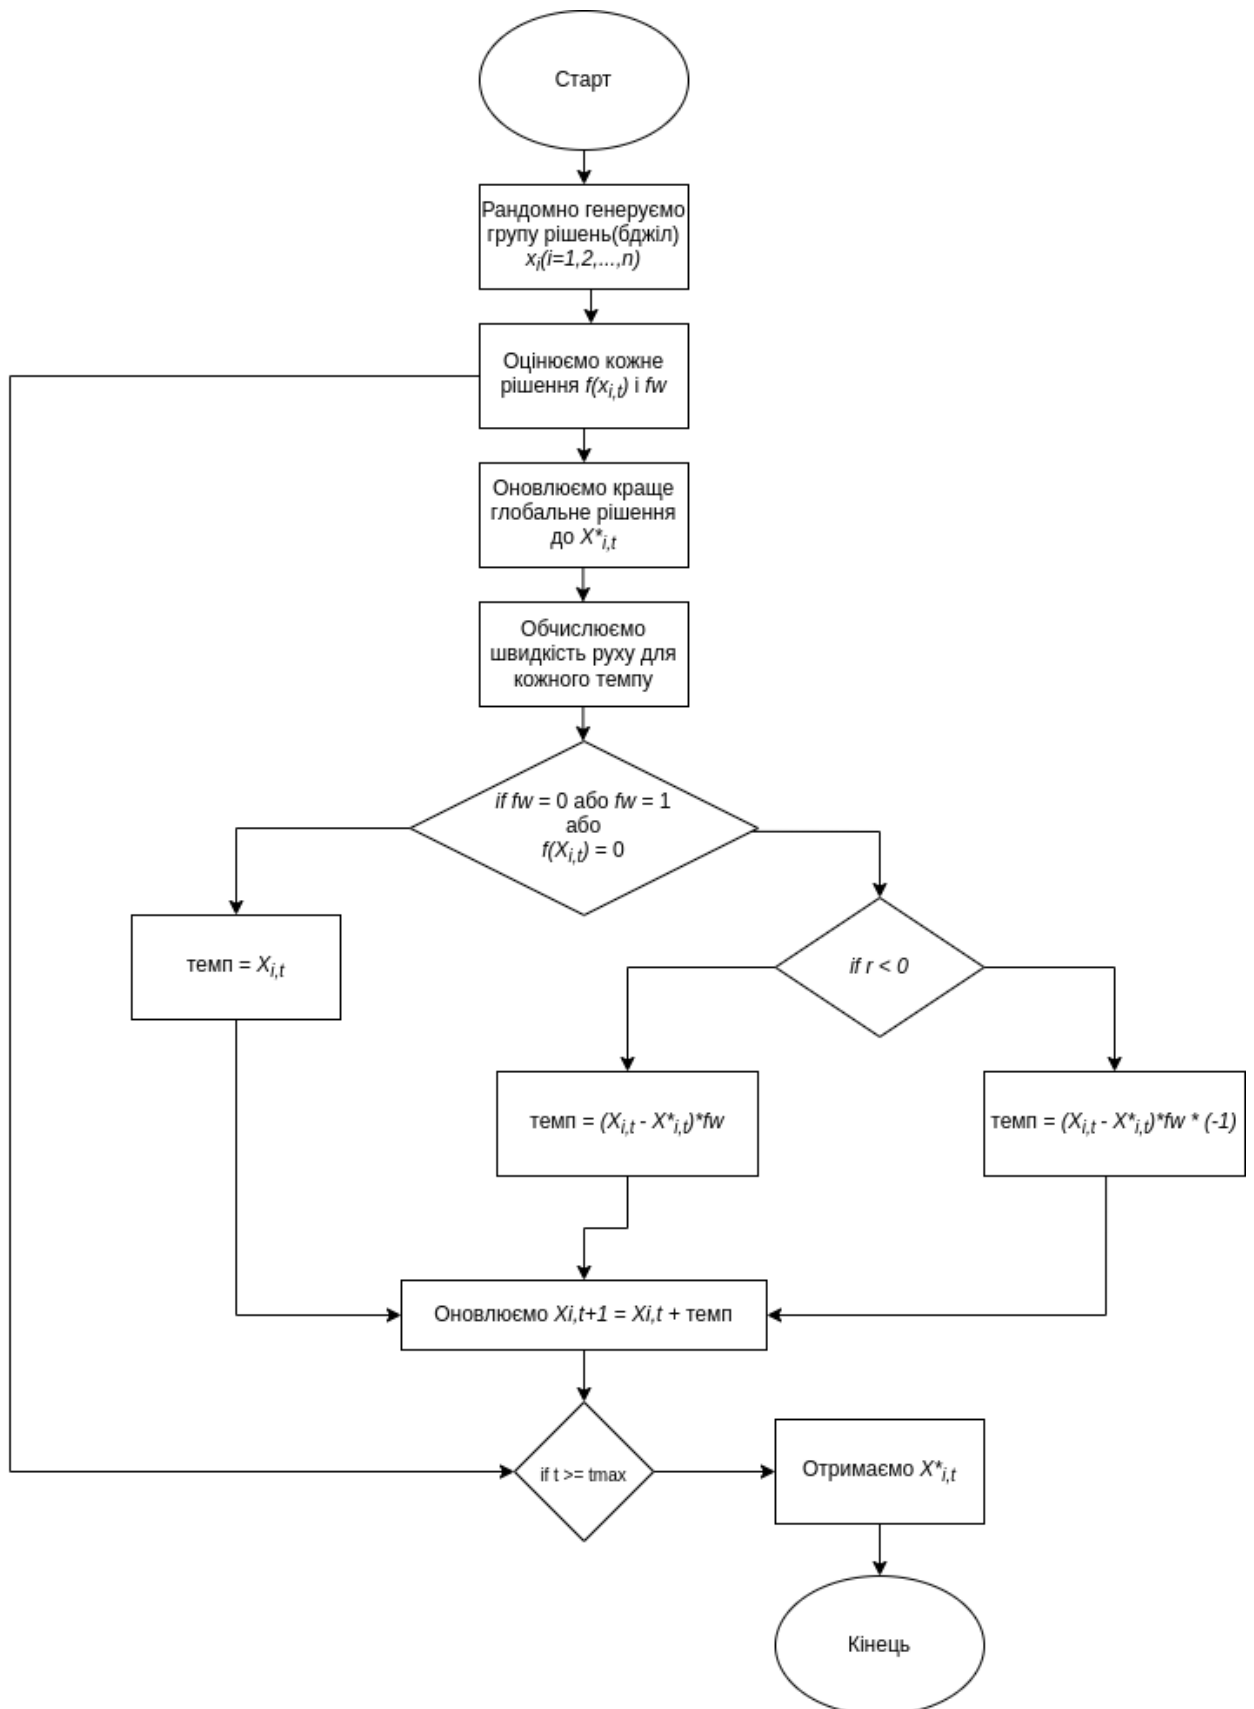 Старт
Рандомно генеруємо
групу рішень(бджіл)
xi(i=1,2,...,n)
Оцінюємо кожне
рішення f(xi,t) і fw
Оновлюємо краще
глобальне рішення
до X*i,t
Обчислюємо
швидкість руху для
кожного темпу
if fw = 0 або fw = 1
або
f(Xi,t) = 0
темп = Xi,t
if r < 0
темп = (Xi,t - X*i,t)*fw
темп = (Xi,t - X*i,t)*fw * (-1)
Оновлюємо Xi,t+1 = Xi,t + темп
if t >= tmax
Отримаємо X*i,t
Кінець